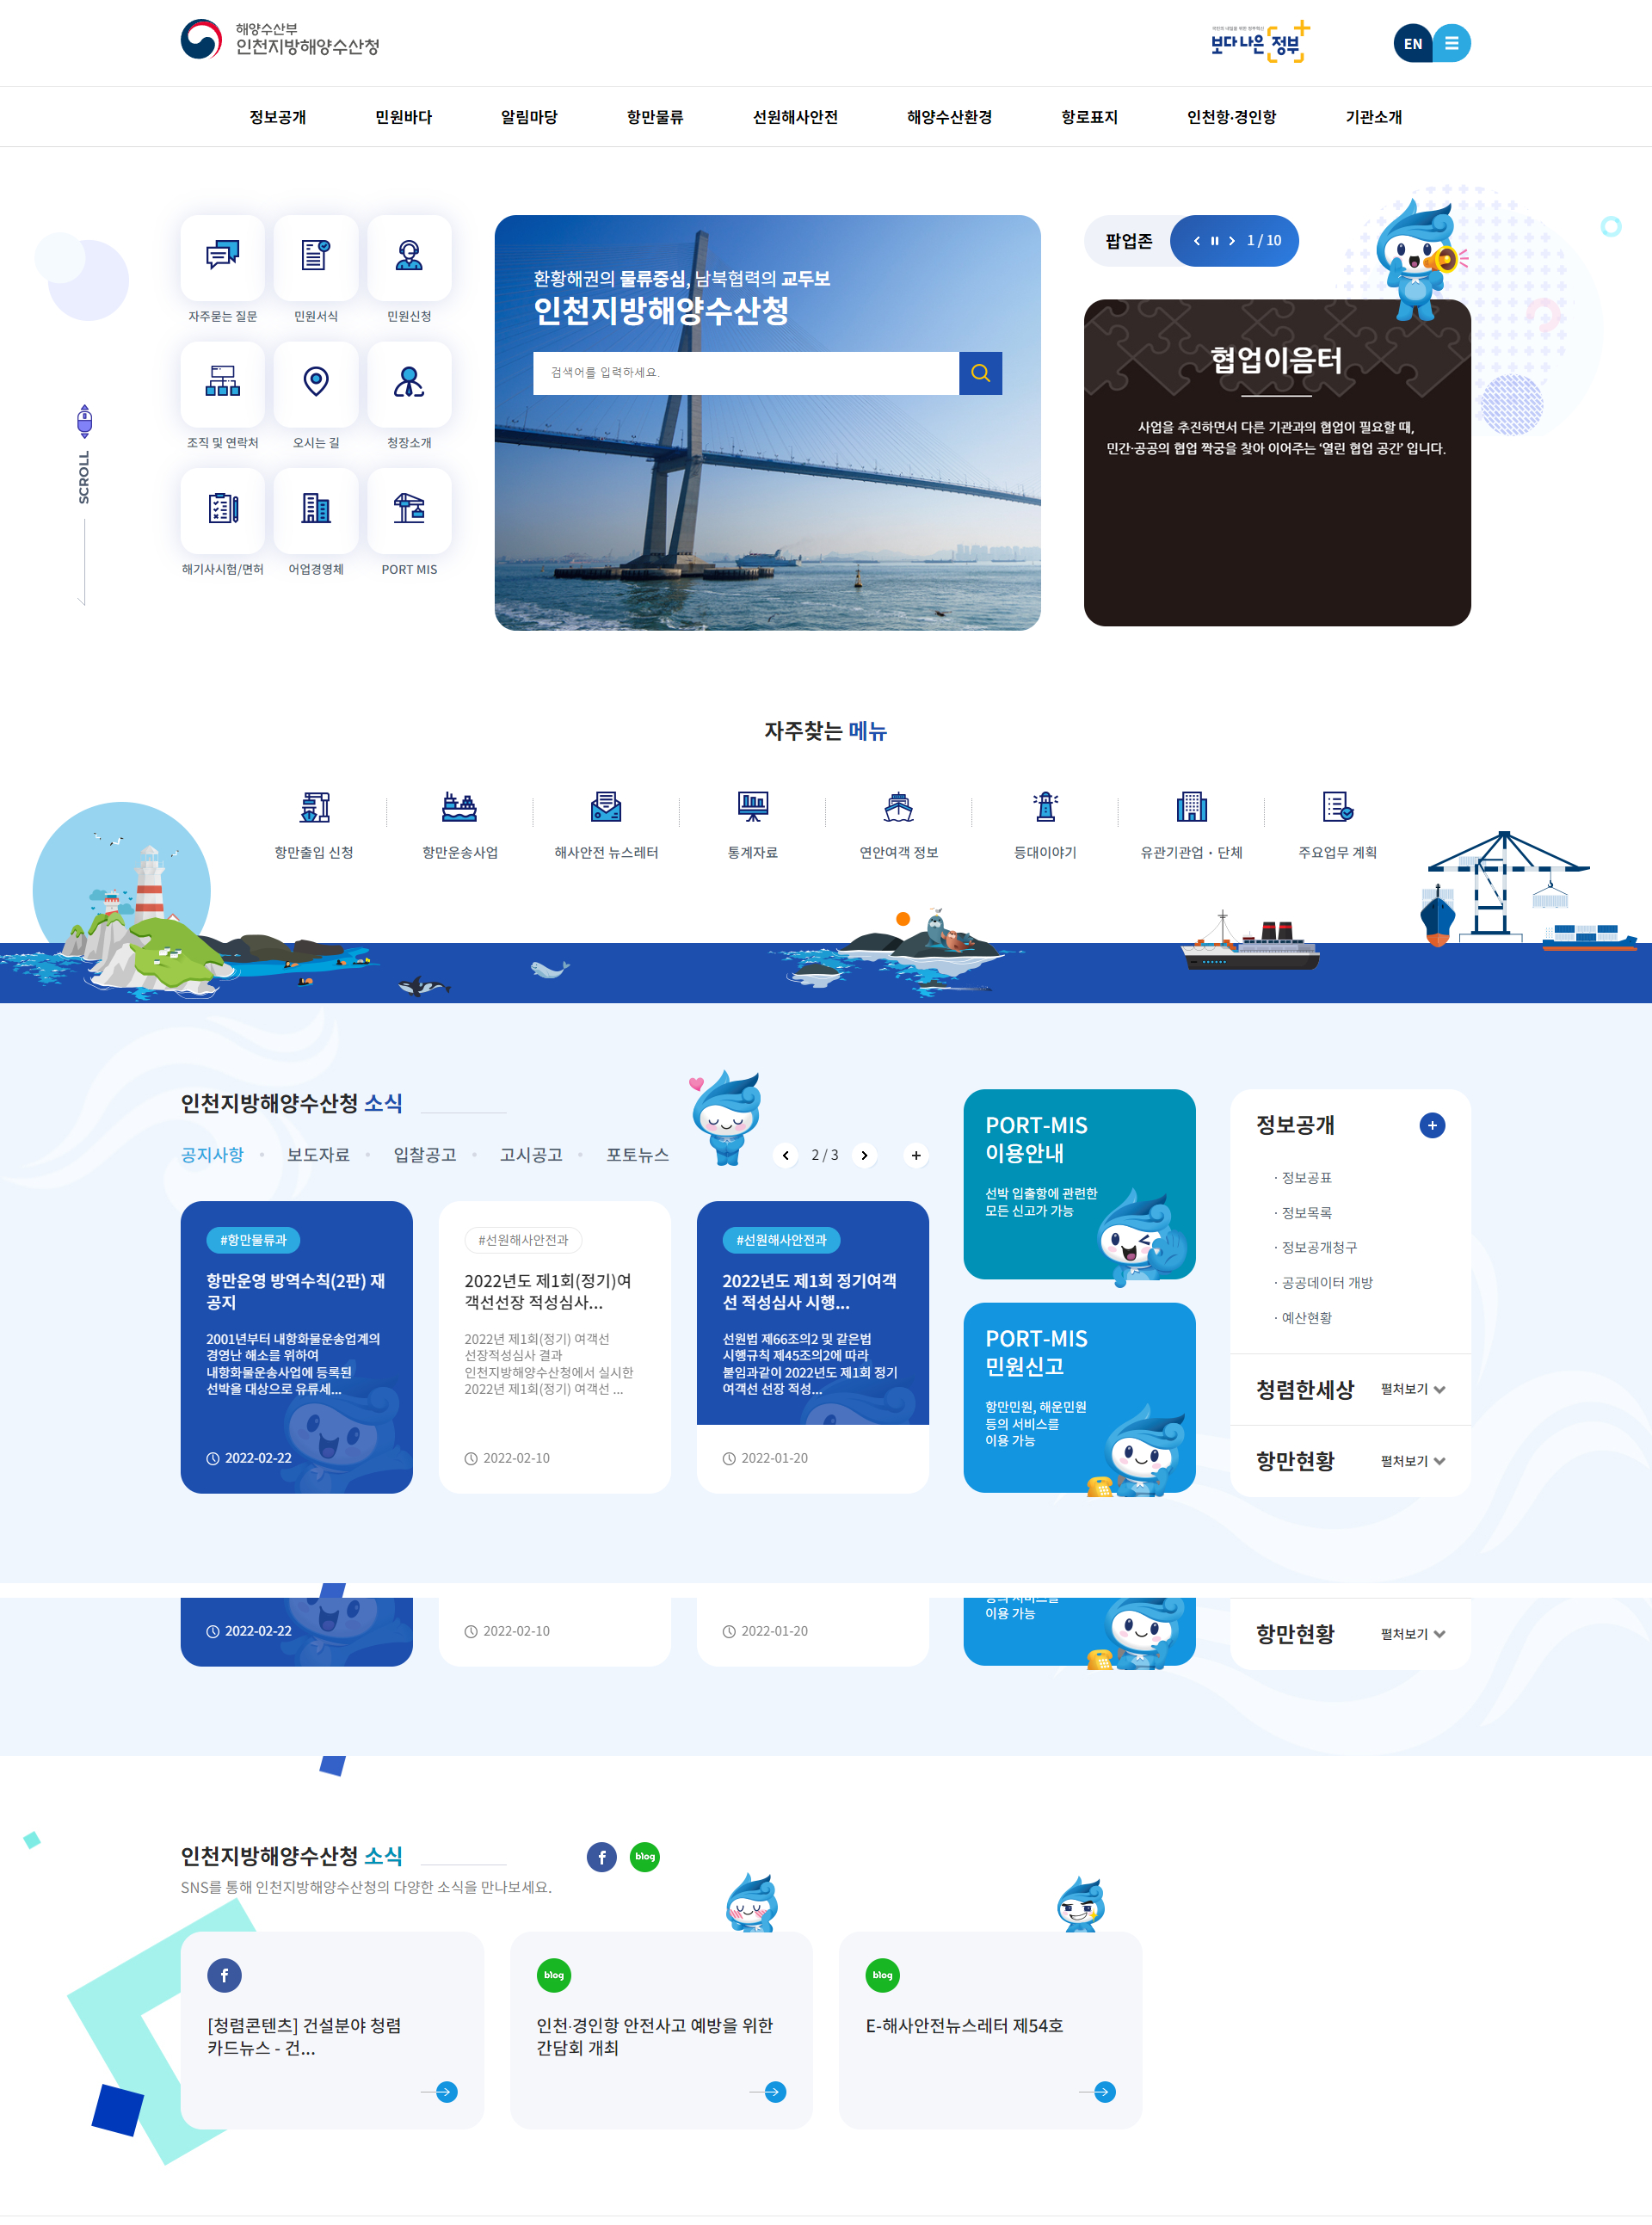 해양수산부
인천지방해양수산청
보다나은 정부
EN
정보공개
민원바다
알림마당
항만물류
선원해사안전
해양수산환경
항로표지
인천항·경인항
기관소개
자주묻는 질문
민원서식
민원신청
조직 및 연락처
오시는 길
청장소개
해기사시험/면허
어업경영체
PORT MIS
SCROLL
환황해권의 물류중심, 남북협력의 교두보
인천지방해양수산청
검색어를 입력하세요.
팝업존
1 / 10
협업이음터
사업을 추진하면서 다른 기관과의 협업이 필요할 때,
민간·공공의 협업 짝궁을 찾아 이어주는 '열린 협업 공간' 입니다.
자주찾는 메뉴
항만출입 신청
항만운송사업
해사안전 뉴스레터
통계자료
연안여객 정보
등대이야기
유관기관업・단체
주요업무 계획
인천지방해양수산청 소식
공지사항
보도자료
입찰공고
고시공고
포토뉴스
2 / 3
#항만물류과
항만운영 방역수칙(2판) 재
공지
2001년부터 내항화물운송업계의
경영난 해소를 위하여
내항화물운송사업에 등록된
선박을 대상으로 유류세...
2022-02-22
#선원해사안전과
2022년도 제1회(정기)여
객선선장 적성심사...
2022년 제1회(정기) 여객선
선장적성심사 결과
인천지방해양수산청에서 실시한
2022년 제1회(정기) 여객선 ...
2022-02-10
#선원해사안전과
2022년도 제1회 정기여객
선 적성심사 시행...
선원법 제66조의2 및 같은법
시행규칙 제45조의2에 따라
붙임과같이 2022년도 제1회 정기
여객선 선장 적성...
2022-01-20
PORT-MIS
이용안내
선박 입출항에 관련한
모든 신고가 가능
PORT-MIS
민원신고
항만민원, 해운민원
등의 서비스를
이용 가능
정보공개
· 정보공표
· 정보목록
· 정보공개청구
· 공공데이터 개방
· 예산현황
청렴한세상
펼처보기
항만현황
펼처보기
2022-02-22
2022-02-10
2022-01-20
등의 서비스를
이용 가능
항만현황
펼처보기
인천지방해양수산청 소식
f
blog
SNS를 통해 인천지방해양수산청의 다양한 소식을 만나보세요.
f
[청렴콘텐츠] 건설분야 청렴
카드뉴스 - 건...
blog
인천·경인항 안전사고 예방을 위한
간담회 개최
blog
E-해사안전뉴스레터 제54호